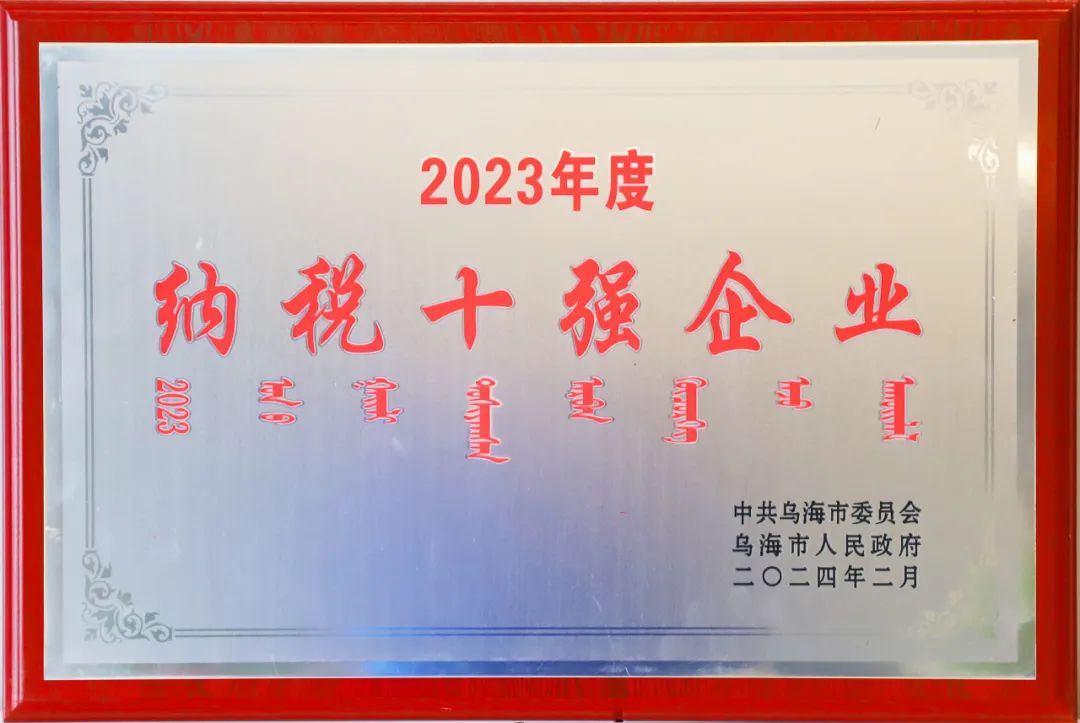 2023年度
纳税十强企业
2023
中共乌海市委员会
乌海市人民政府
二〇二四年二月